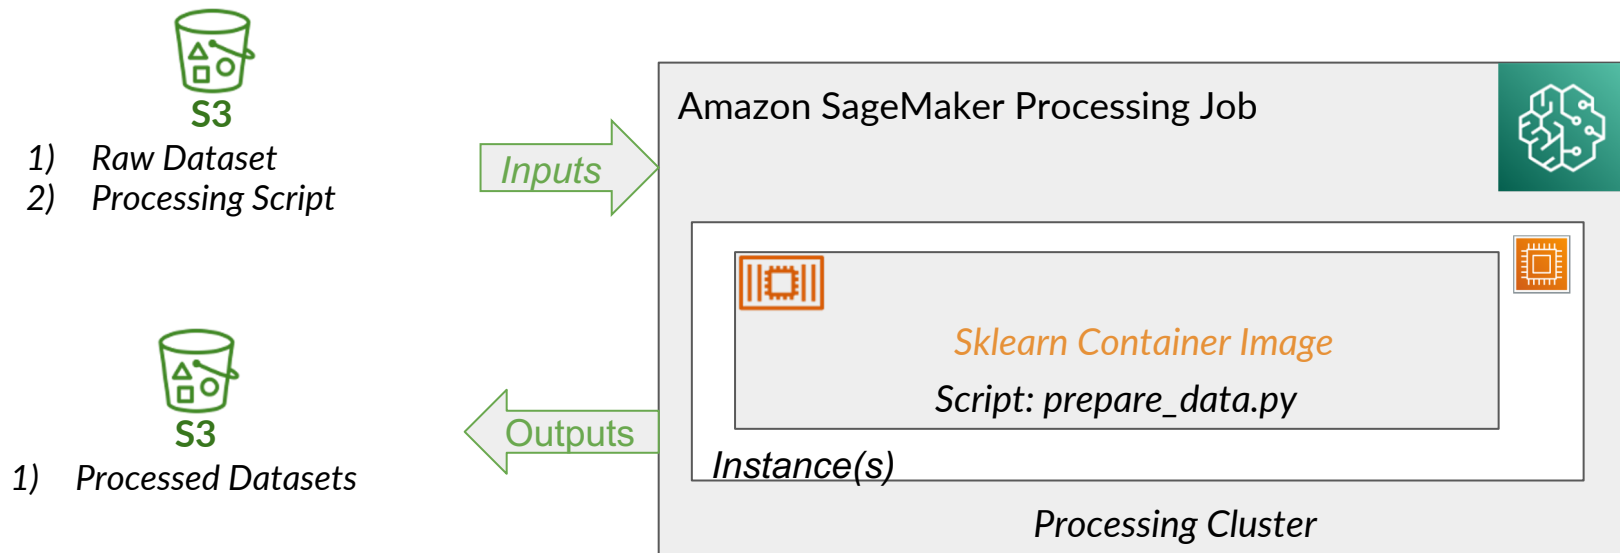 S3
1) Raw Dataset
2) Processing Script
Inputs
Amazon SageMaker Processing Job
Sklearn Container Image
Script: prepare_data.py
Instance(s)
Processing Cluster
Outputs
S3
1) Processed Datasets